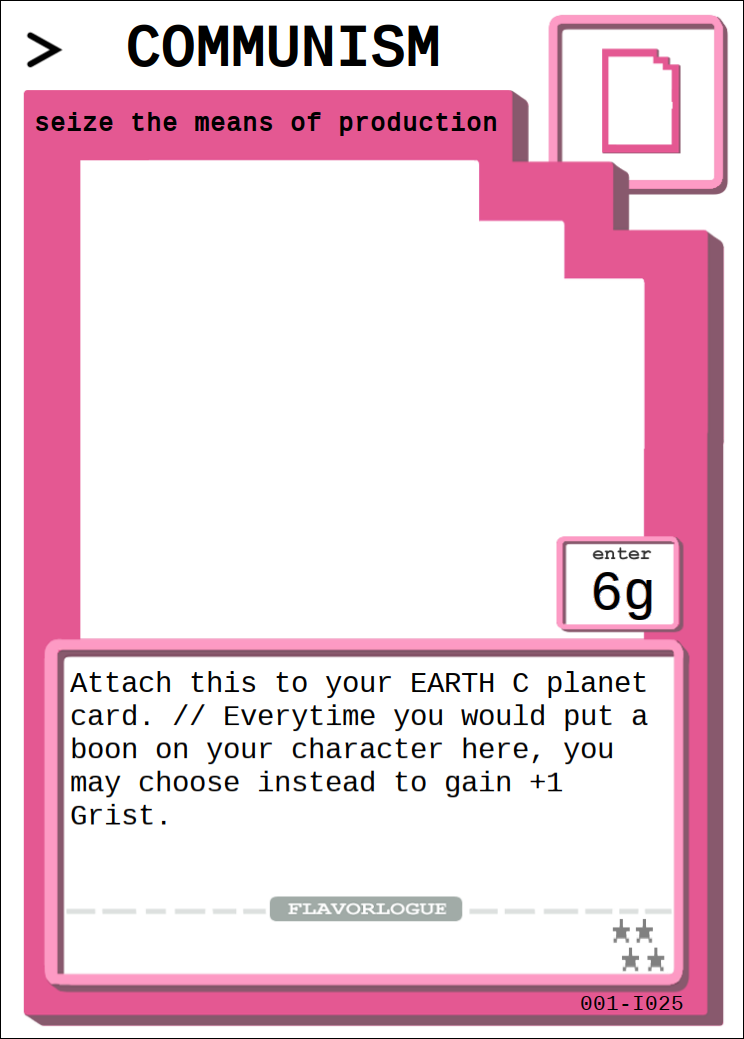 > COMMUNISM
seize the means of production
enter
6g
Attach this to your EARTH C planet
card. // Everytime you would put a
boon on your character here, you
may choose instead to gain +1
Grist.
FLAVORLOGUE
001-I025